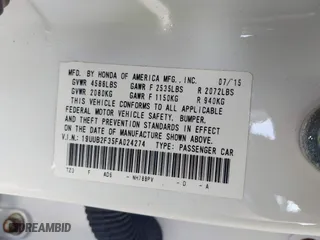 MFD. BY HONDA OF AMERICA MFG., INC. 07/15
GVWR 4586LBS GAWR F 2535LBS R 2072LBS
GVWR 2080KG GAWR F 1150KG R 940KG
THIS VEHICLE CONFORMS TO ALL APPLICABLE
FEDERAL MOTOR VEHICLE SAFETY, BUMPER,
AND THEFT PREVENTION STANDARDS IN EFFECT
ON THE DATE OF MANUFACTURE SHOWN ABOVE.
V.I.N.: 19UUB2F35FA024274 TYPE: PASSENGER CAR
F AD6 - NH788PX - D - A
DREAMBID